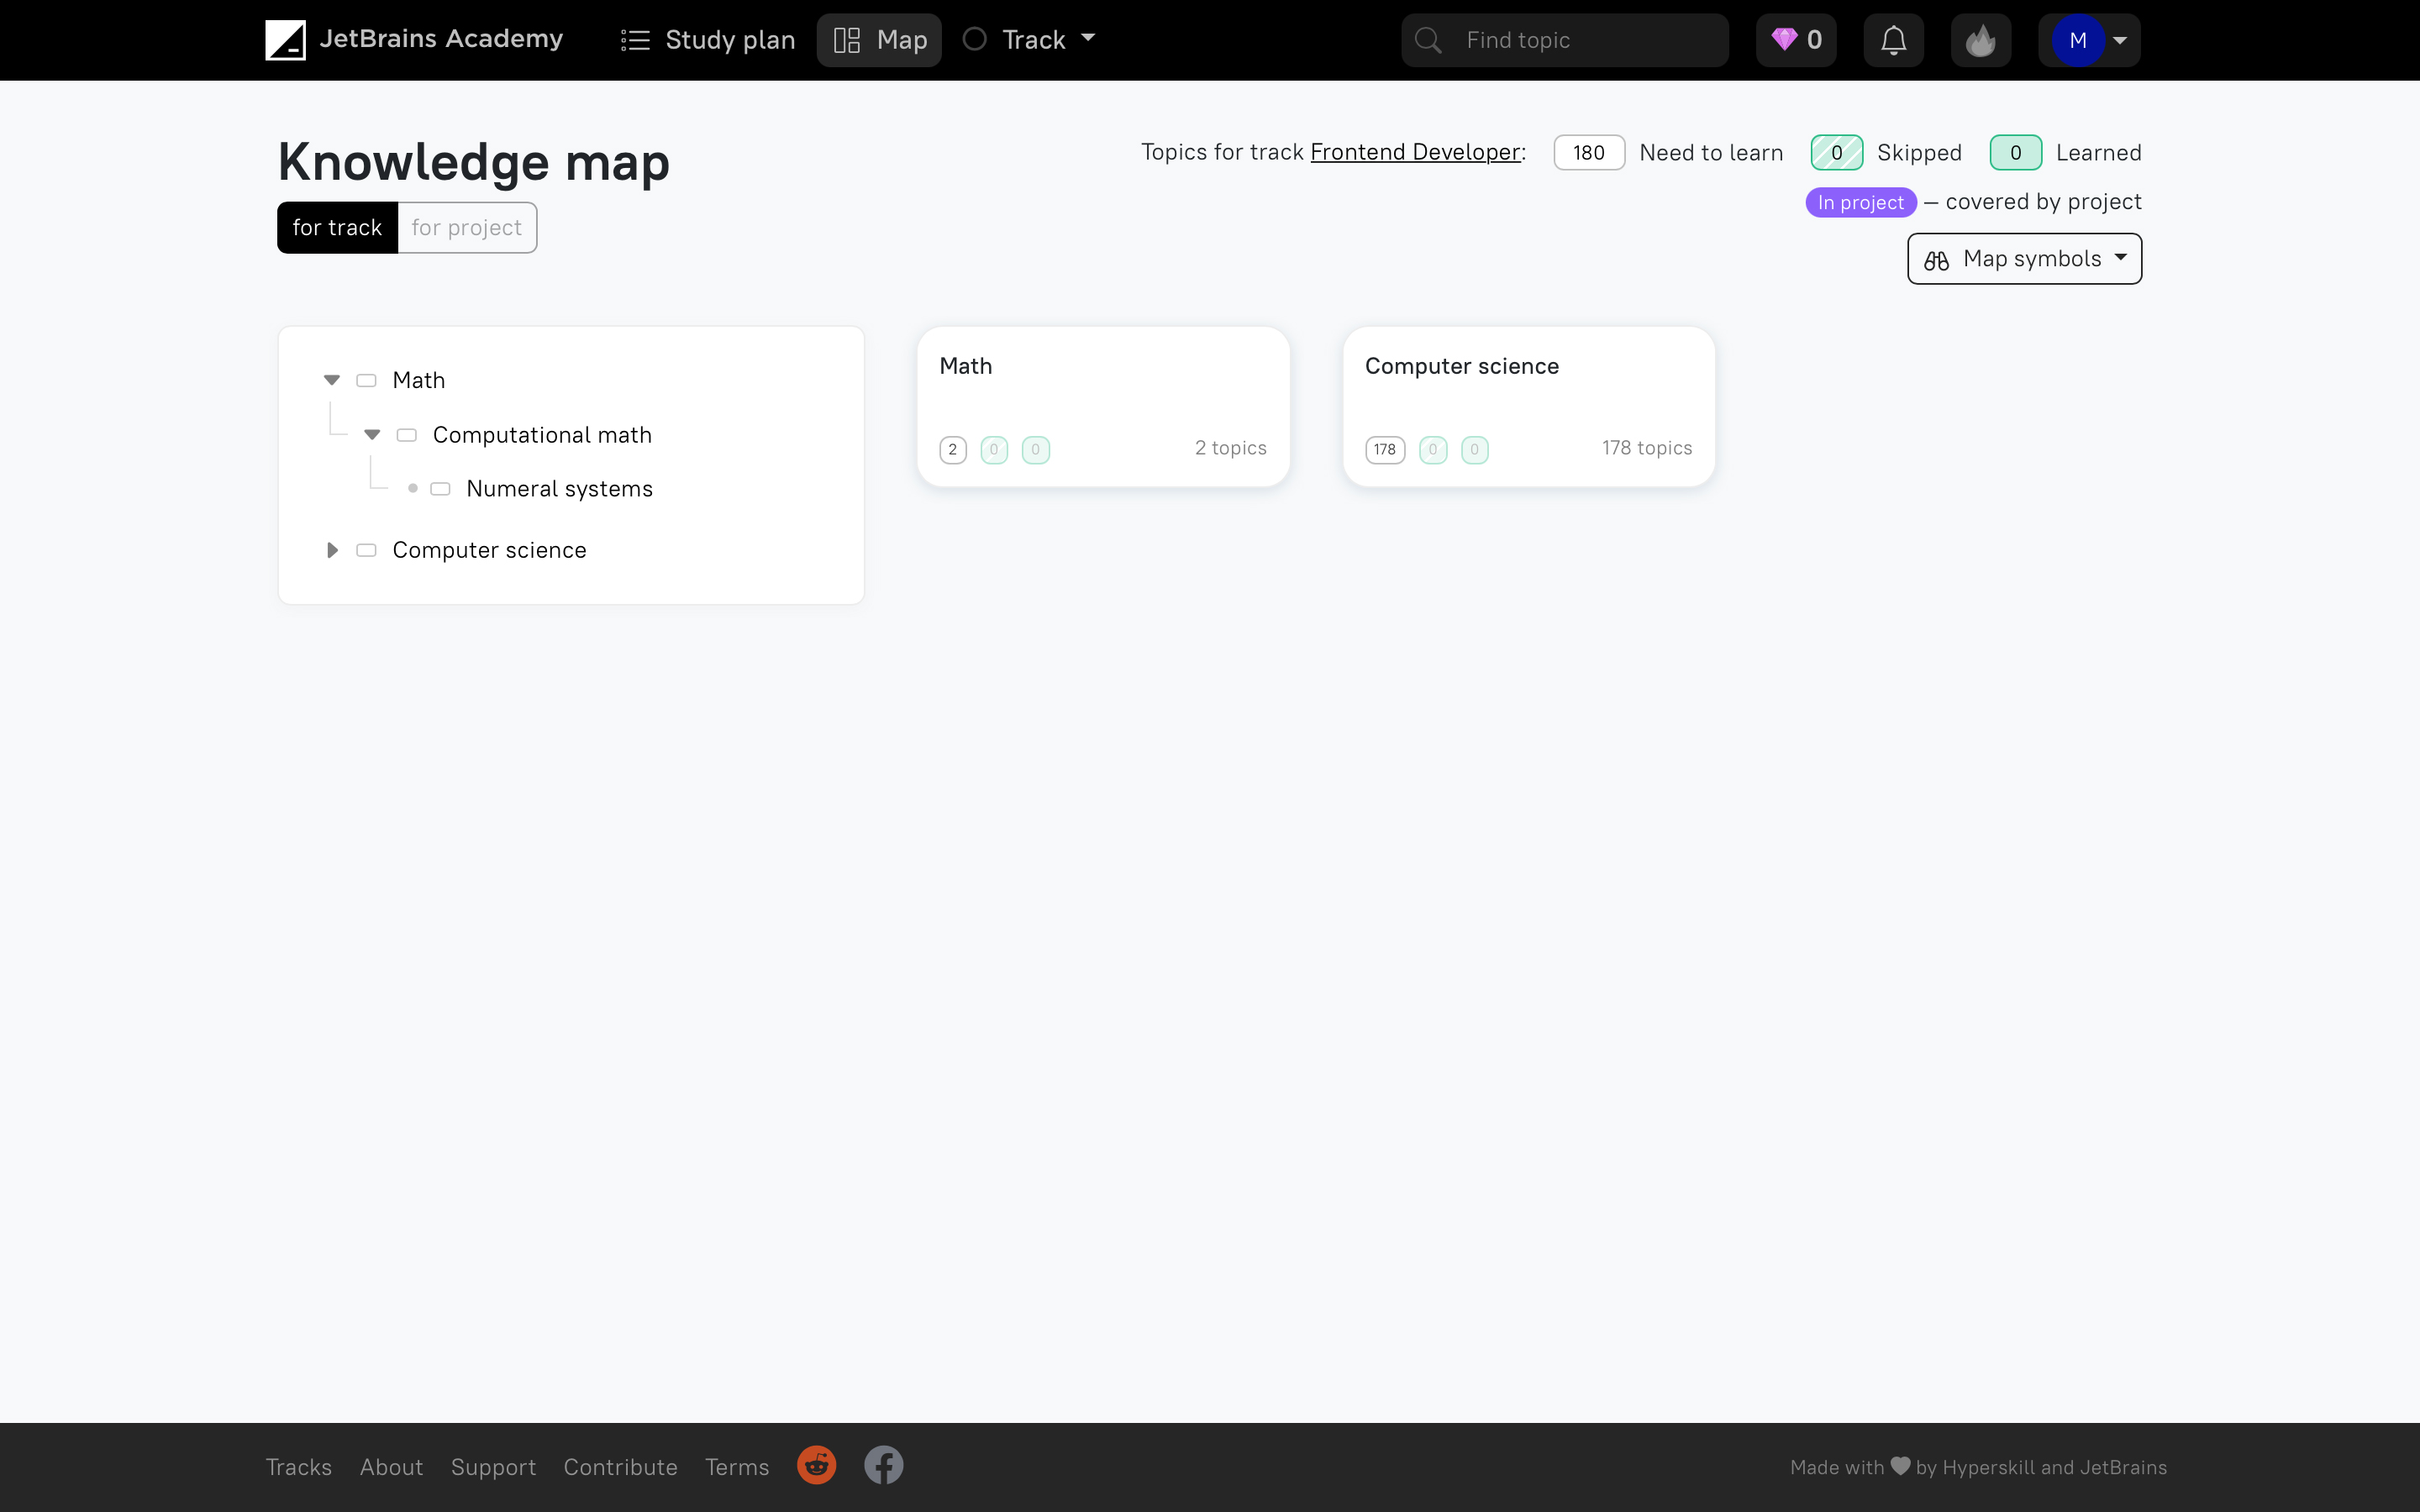 JetBrains Academy
Study plan
Map
Track
Find topic
0
M
Knowledge map
for track
for project
Topics for track Frontend Developer:
180 Need to learn
0 Skipped
0 Learned
In project – covered by project
Map symbols
Math
Computational math
Numeral systems
Computer science
Math
2 0 0 2 topics
Computer science
178 0 0 178 topics
Tracks
About
Support
Contribute
Terms
Made with by Hyperskill and JetBrains